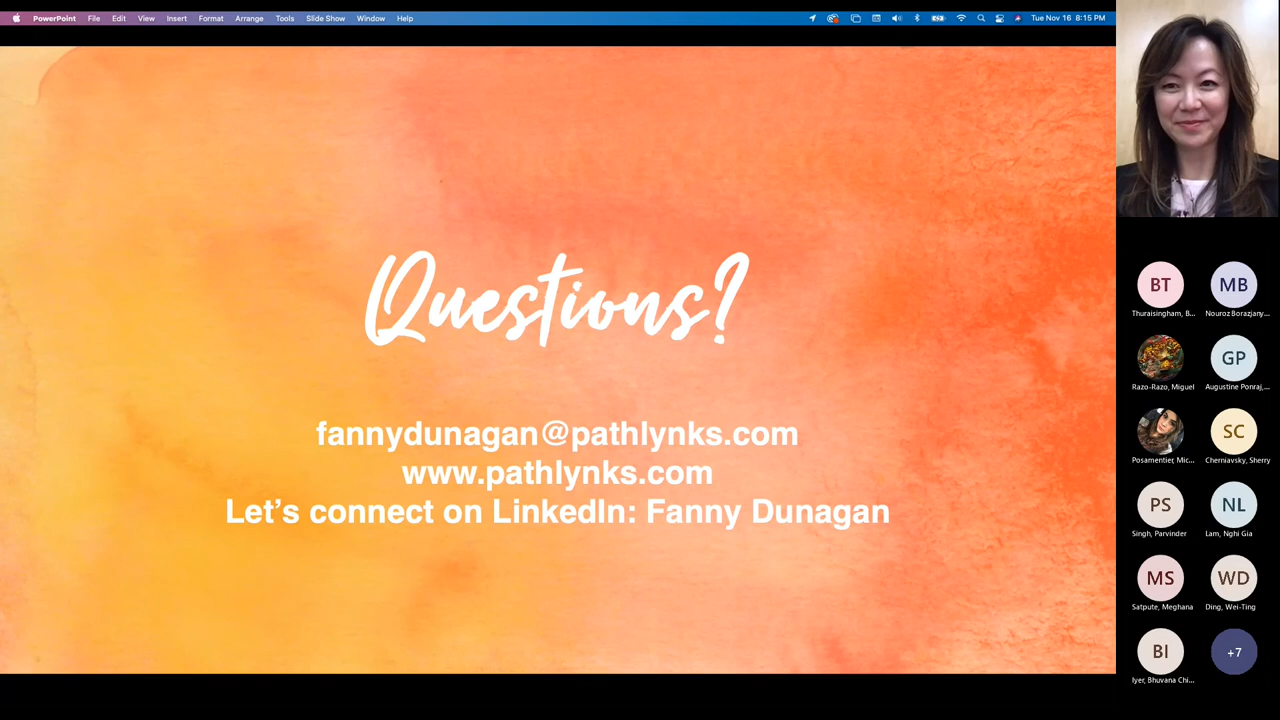 PowerPoint File Edit View Insert Format Arrange Tools Slide Show Window Help Tue Nov 16 8:15 PM
Questions?
fannydunagan@pathlynks.com
www.pathlynks.com
Let’s connect on LinkedIn: Fanny Dunagan
BT MB
Thuraisingham, B... Nouroz Borazjany...
GP
Razo-Razo, Miguel Augustine Ponraj,...
SC
Posamentier, Mic... Cherniavsky, Sherry
PS NL
Singh, Parvinder Lam, Nghi Gia
MS WD
Satpute, Meghana Ding, Wei-Ting
BI +7
Iyer, Bhuvana Chi...